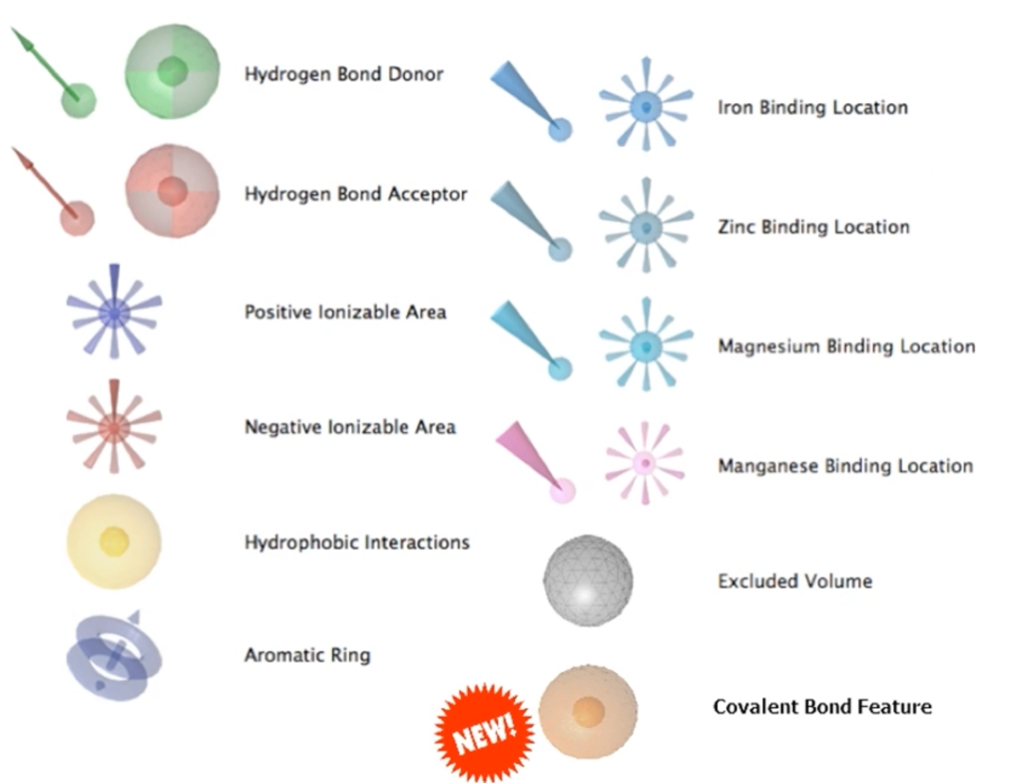 Hydrogen Bond Donor
Hydrogen Bond Acceptor
Positive Ionizable Area
Negative Ionizable Area
Hydrophobic Interactions
Aromatic Ring
Iron Binding Location
Zinc Binding Location
Magnesium Binding Location
Manganese Binding Location
Excluded Volume
NEW!
Covalent Bond Feature